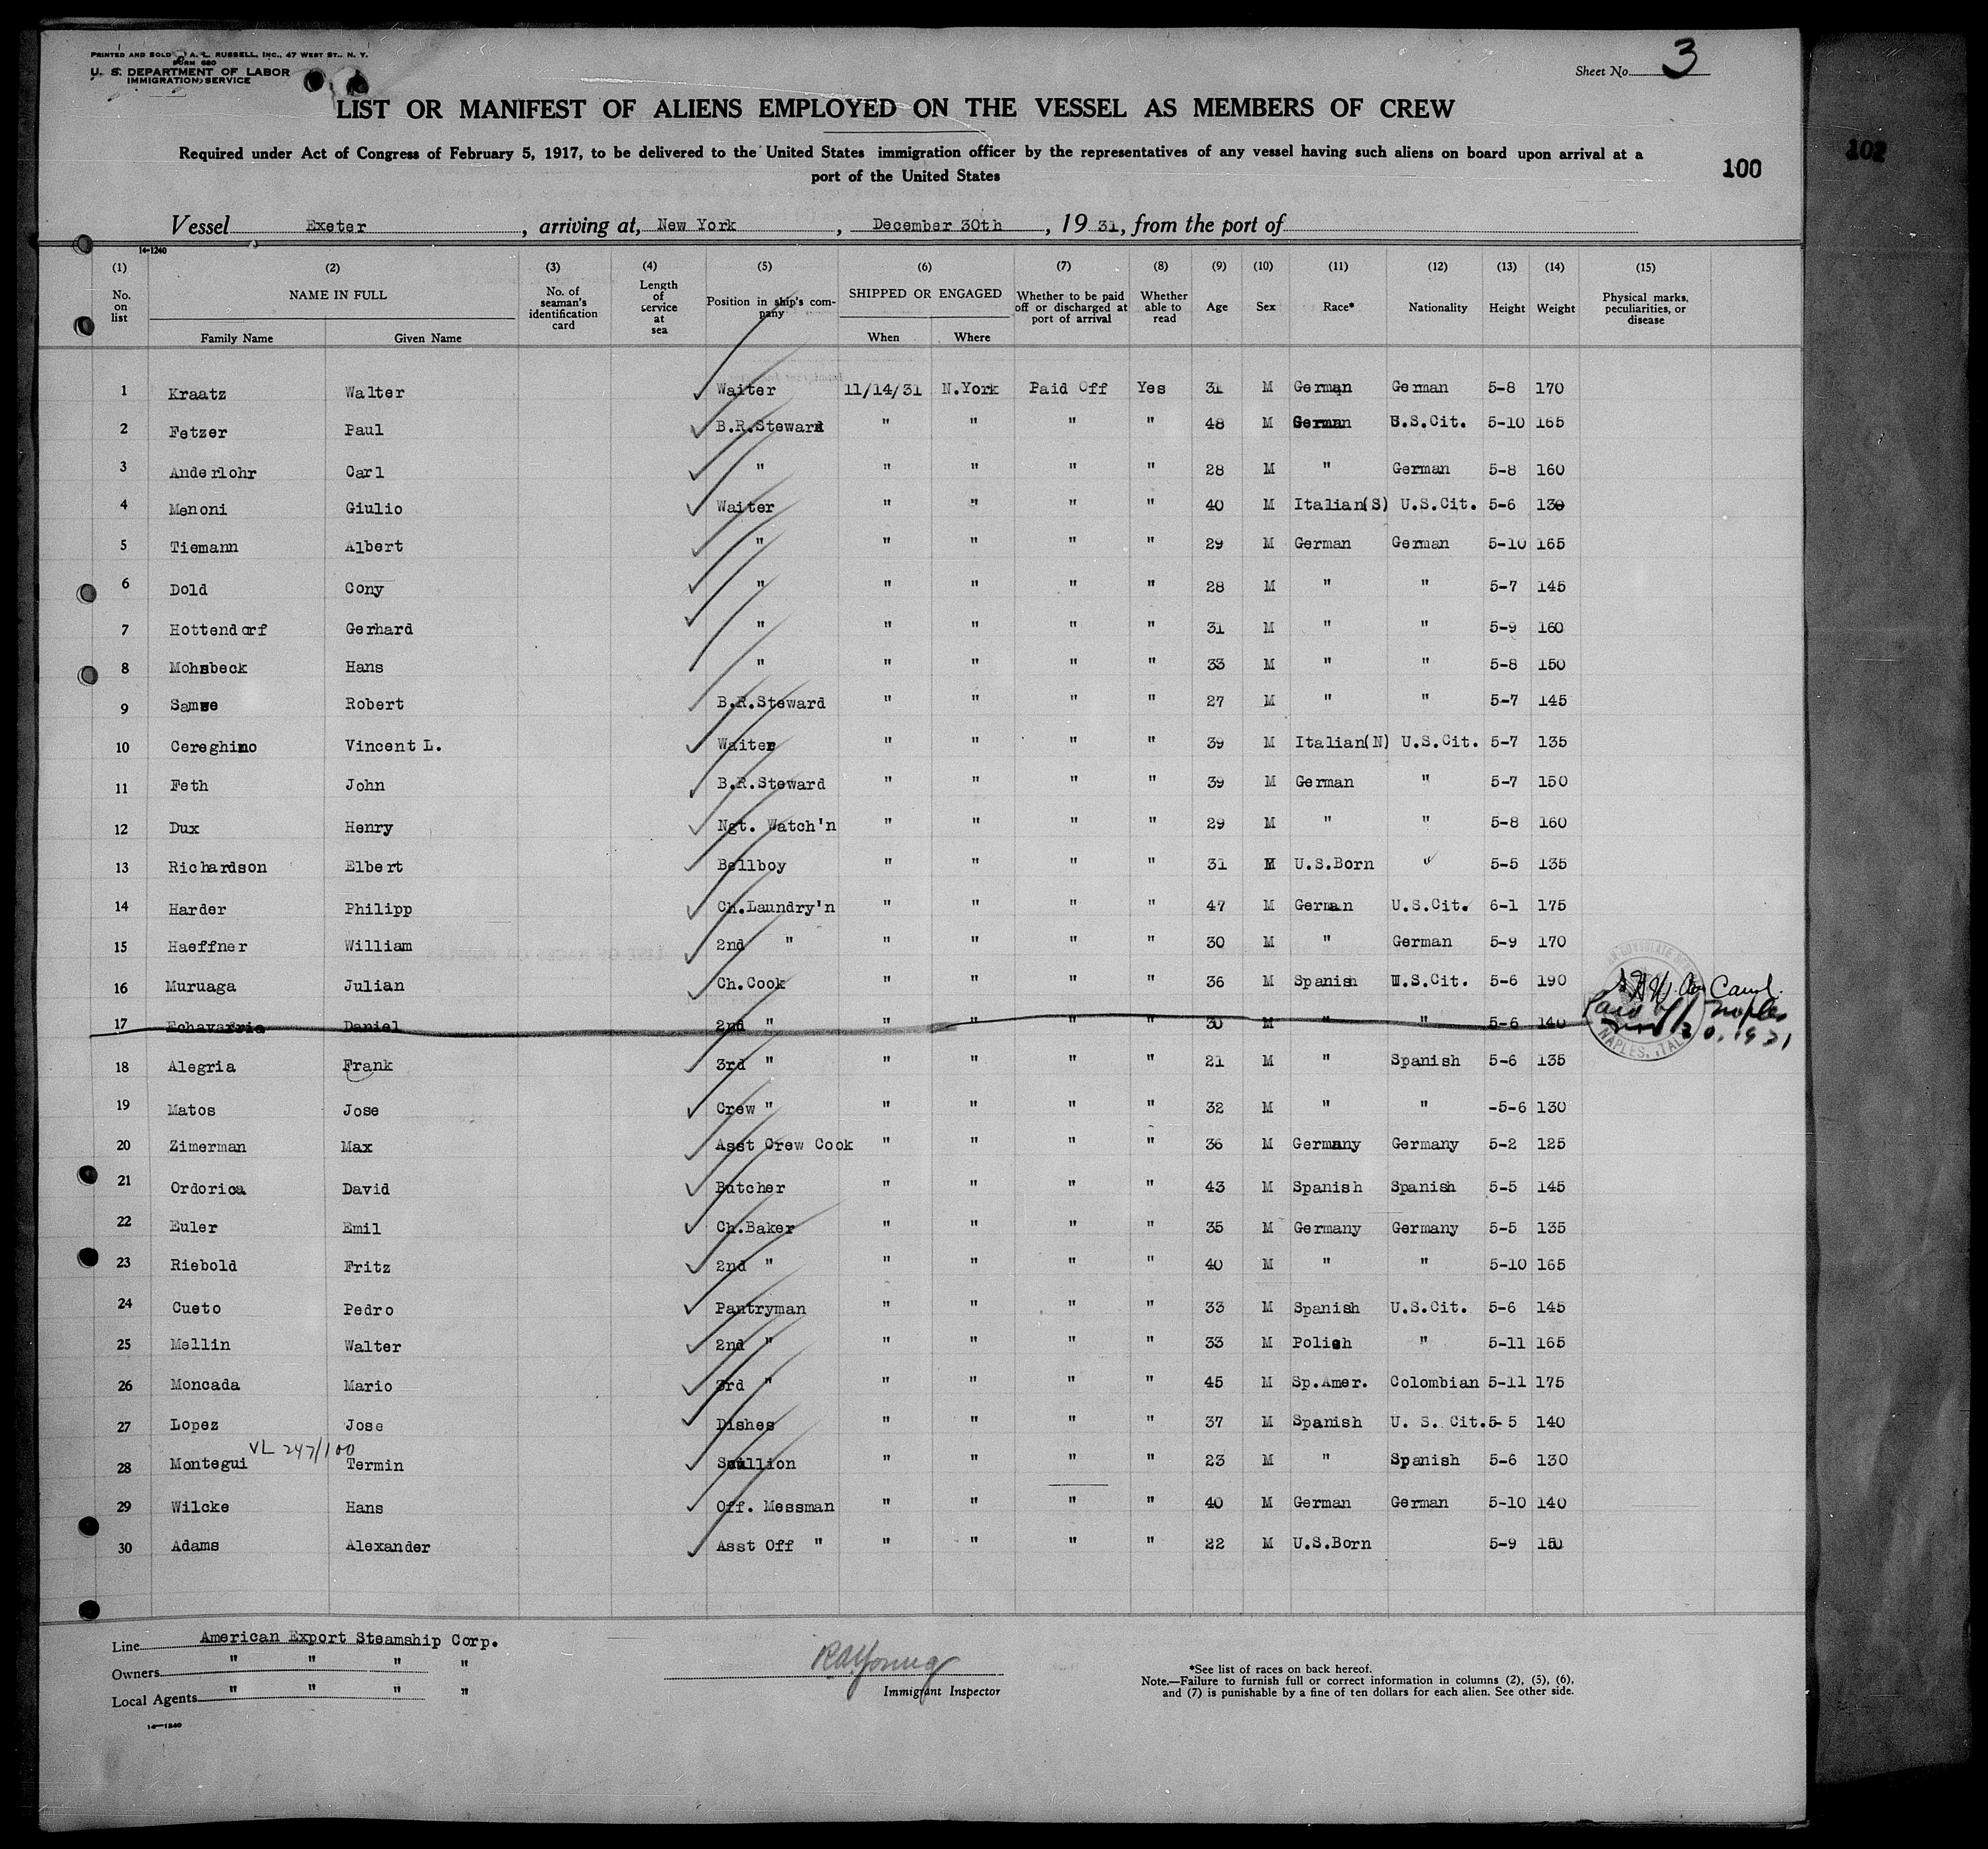 PRINTED AND SOLD BY A. L. RUSSELL, INC., 47 WEST ST., N. Y.
FORM 680
U. S. DEPARTMENT OF LABOR
IMMIGRATION SERVICE
Sheet No. 3
LIST OR MANIFEST OF ALIENS EMPLOYED ON THE VESSEL AS MEMBERS OF CREW
Required under Act of Congress of February 5, 1917, to be delivered to the United States immigration officer by the representatives of any vessel having such aliens on board upon arrival at a
port of the United States
100
102
Vessel Exeter, arriving at, New York, December 30th, 19 31, from the port of
14-1240
(1) (2) (3) (4) (5) (6) (7) (8) (9) (10) (11) (12) (13) (14) (15)
No. on list NAME IN FULL Family Name Given Name No. of seaman's identification card Length of service at sea Position in ship's company SHIPPED OR ENGAGED When Where Whether to be paid off or discharged at port of arrival Whether able to read Age Sex Race* Nationality Height Weight Physical marks, peculiarities, or disease
1 Kraatz Walter Waiter 11/14/31 N.York Paid Off Yes 31 M German German 5-8 170
2 Fetzer Paul B.R.Steward " " " " 48 M German U.S.Cit. 5-10 165
3 Anderlohr Carl " " " " " 28 M " German 5-8 160
4 Menoni Giulio Waiter " " " " 40 M Italian(S) U.S.Cit. 5-6 130
5 Tiemann Albert " " " " " 29 M German German 5-10 165
6 Dold Cony " " " " " 28 M " " 5-7 145
7 Hottendorf Gerhard " " " " " 31 M " " 5-9 160
8 Mohnbeck Hans " " " " " 33 M " " 5-8 150
9 Samwe Robert B.R.Steward " " " " 27 M " " 5-7 145
10 Cereghino Vincent L. Waiter " " " " 39 M Italian(N) U.S.Cit. 5-7 135
11 Feth John B.R.Steward " " " " 39 M German " 5-7 150
12 Dux Henry Ngt. Watch'n " " " " 29 M " " 5-8 160
13 Richardson Elbert Bellboy " " " " 31 M U.S.Born " 5-5 135
14 Harder Philipp Ch.Laundry'n " " " " 47 M German U.S.Cit. 6-1 175
15 Haeffner William 2nd " " " " " 30 M " German 5-9 170
16 Muruaga Julian Ch.Cook " " " " 36 M Spanish U.S.Cit. 5-6 190
17 Echavarria Daniel 2nd " " " " " 30 M " " 5-6 140 Paid off Naples
NAPLES, ITAL
18 Alegria Frank 3rd " " " " " 21 M " Spanish 5-6 135
19 Matos Jose Crew " " " " " 32 M " " -5-6 130
20 Zimerman Max Asst Crew Cook " " " " 36 M Germany Germany 5-2 125
21 Ordorica David Butcher " " " " 43 M Spanish Spanish 5-5 145
22 Euler Emil Ch.Baker " " " " 35 M Germany Germany 5-5 135
23 Riebold Fritz 2nd " " " " " 40 M " " 5-10 165
24 Cueto Pedro Pantryman " " " " 33 M Spanish U.S.Cit. 5-6 145
25 Mellin Walter 2nd " " " " " 33 M Polish " 5-11 165
26 Moncada Mario 3rd " " " " " 45 M Sp.Amer. Colombian 5-11 175
27 Lopez Jose Dishes " " " " 37 M Spanish U. S. Cit. 5-5 140
VL 247/100
28 Montegui Termin Scullion " " " " 23 M " Spanish 5-6 130
29 Wilcke Hans Off. Messman " " " " 40 M German German 5-10 140
30 Adams Alexander Asst Off " " " " " 22 M U.S.Born 5-9 150
Line American Export Steamship Corp.
Owners " " " "
Local Agents " " " "
14-1240
RAYoung
Immigrant Inspector
*See list of races on back hereof.
Note.—Failure to furnish full or correct information in columns (2), (5), (6),
and (7) is punishable by a fine of ten dollars for each alien. See other side.